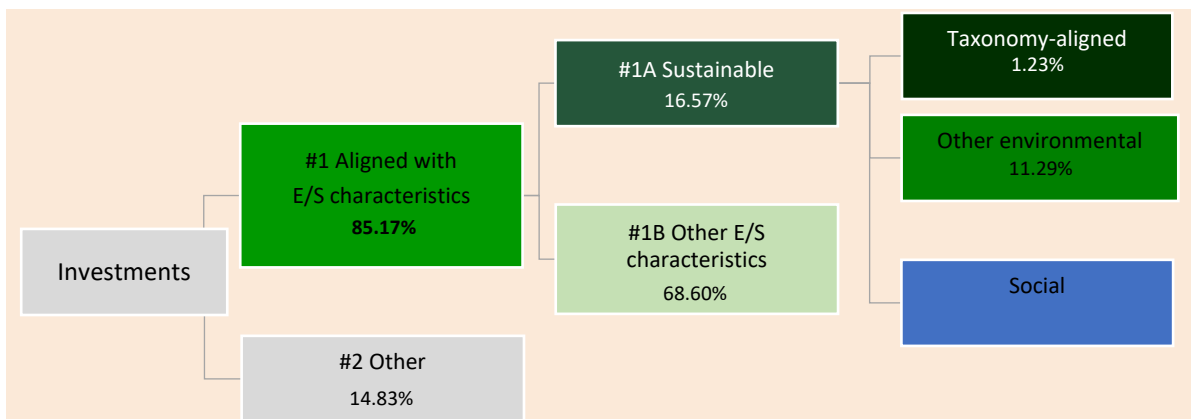 Investments
#1 Aligned with
E/S characteristics
85.17%
#2 Other
14.83%
#1A Sustainable
16.57%
#1B Other E/S
characteristics
68.60%
Taxonomy-aligned
1.23%
Other environmental
11.29%
Social